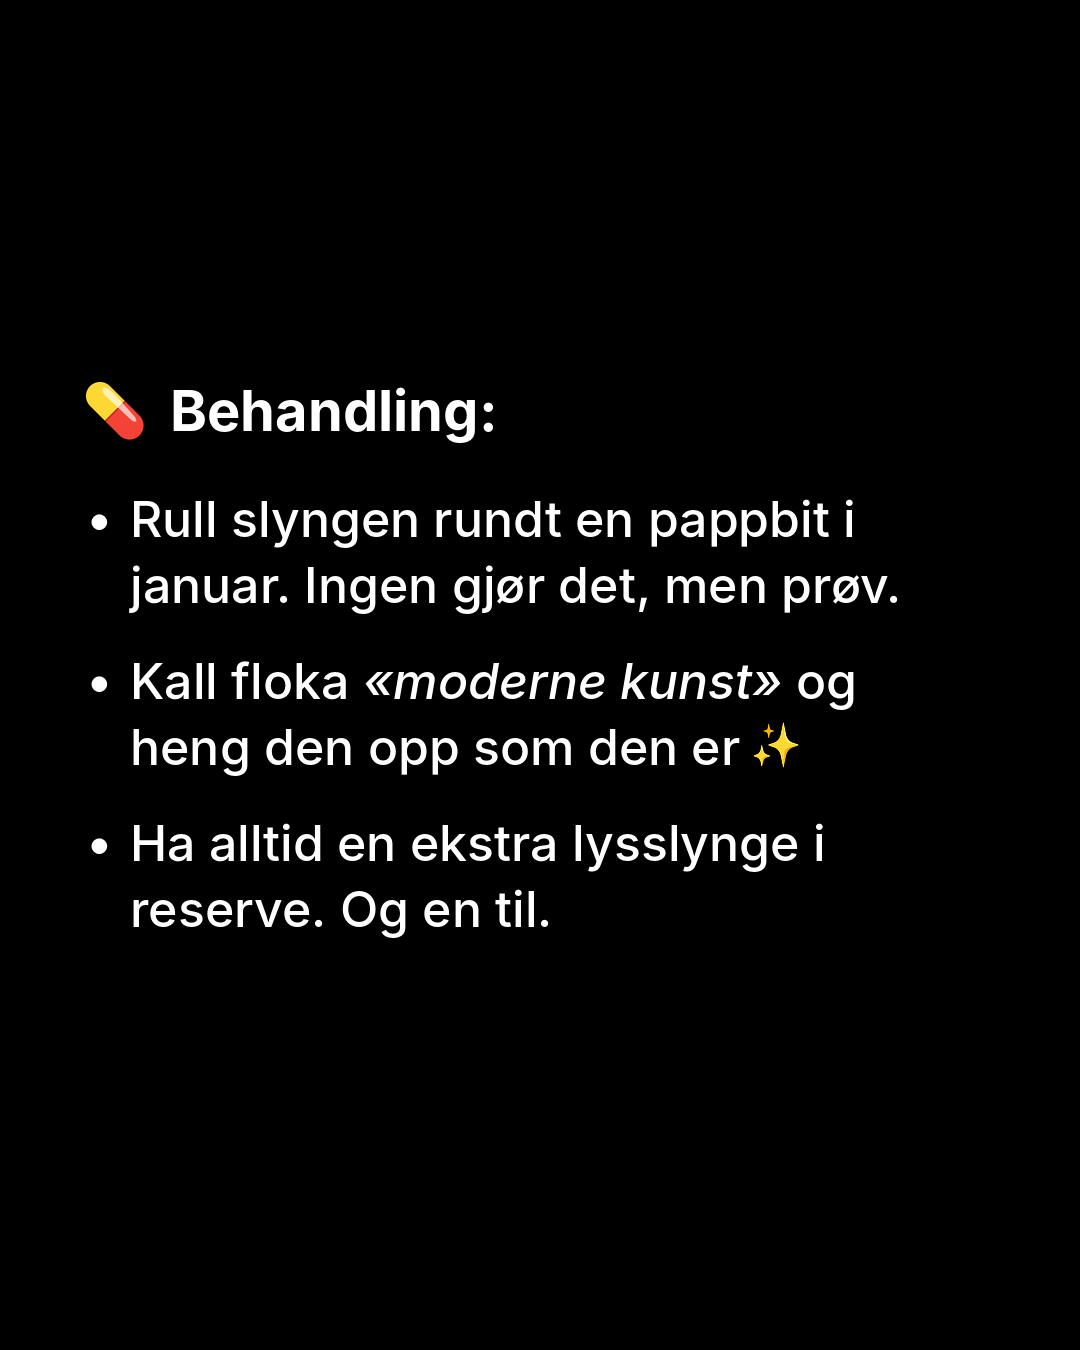 💊 Behandling:
• Rull slyngen rundt en pappbit i
januar. Ingen gjør det, men prøv.
• Kall floka «moderne kunst» og
heng den opp som den er ✨
• Ha alltid en ekstra lysslynge i
reserve. Og en til.